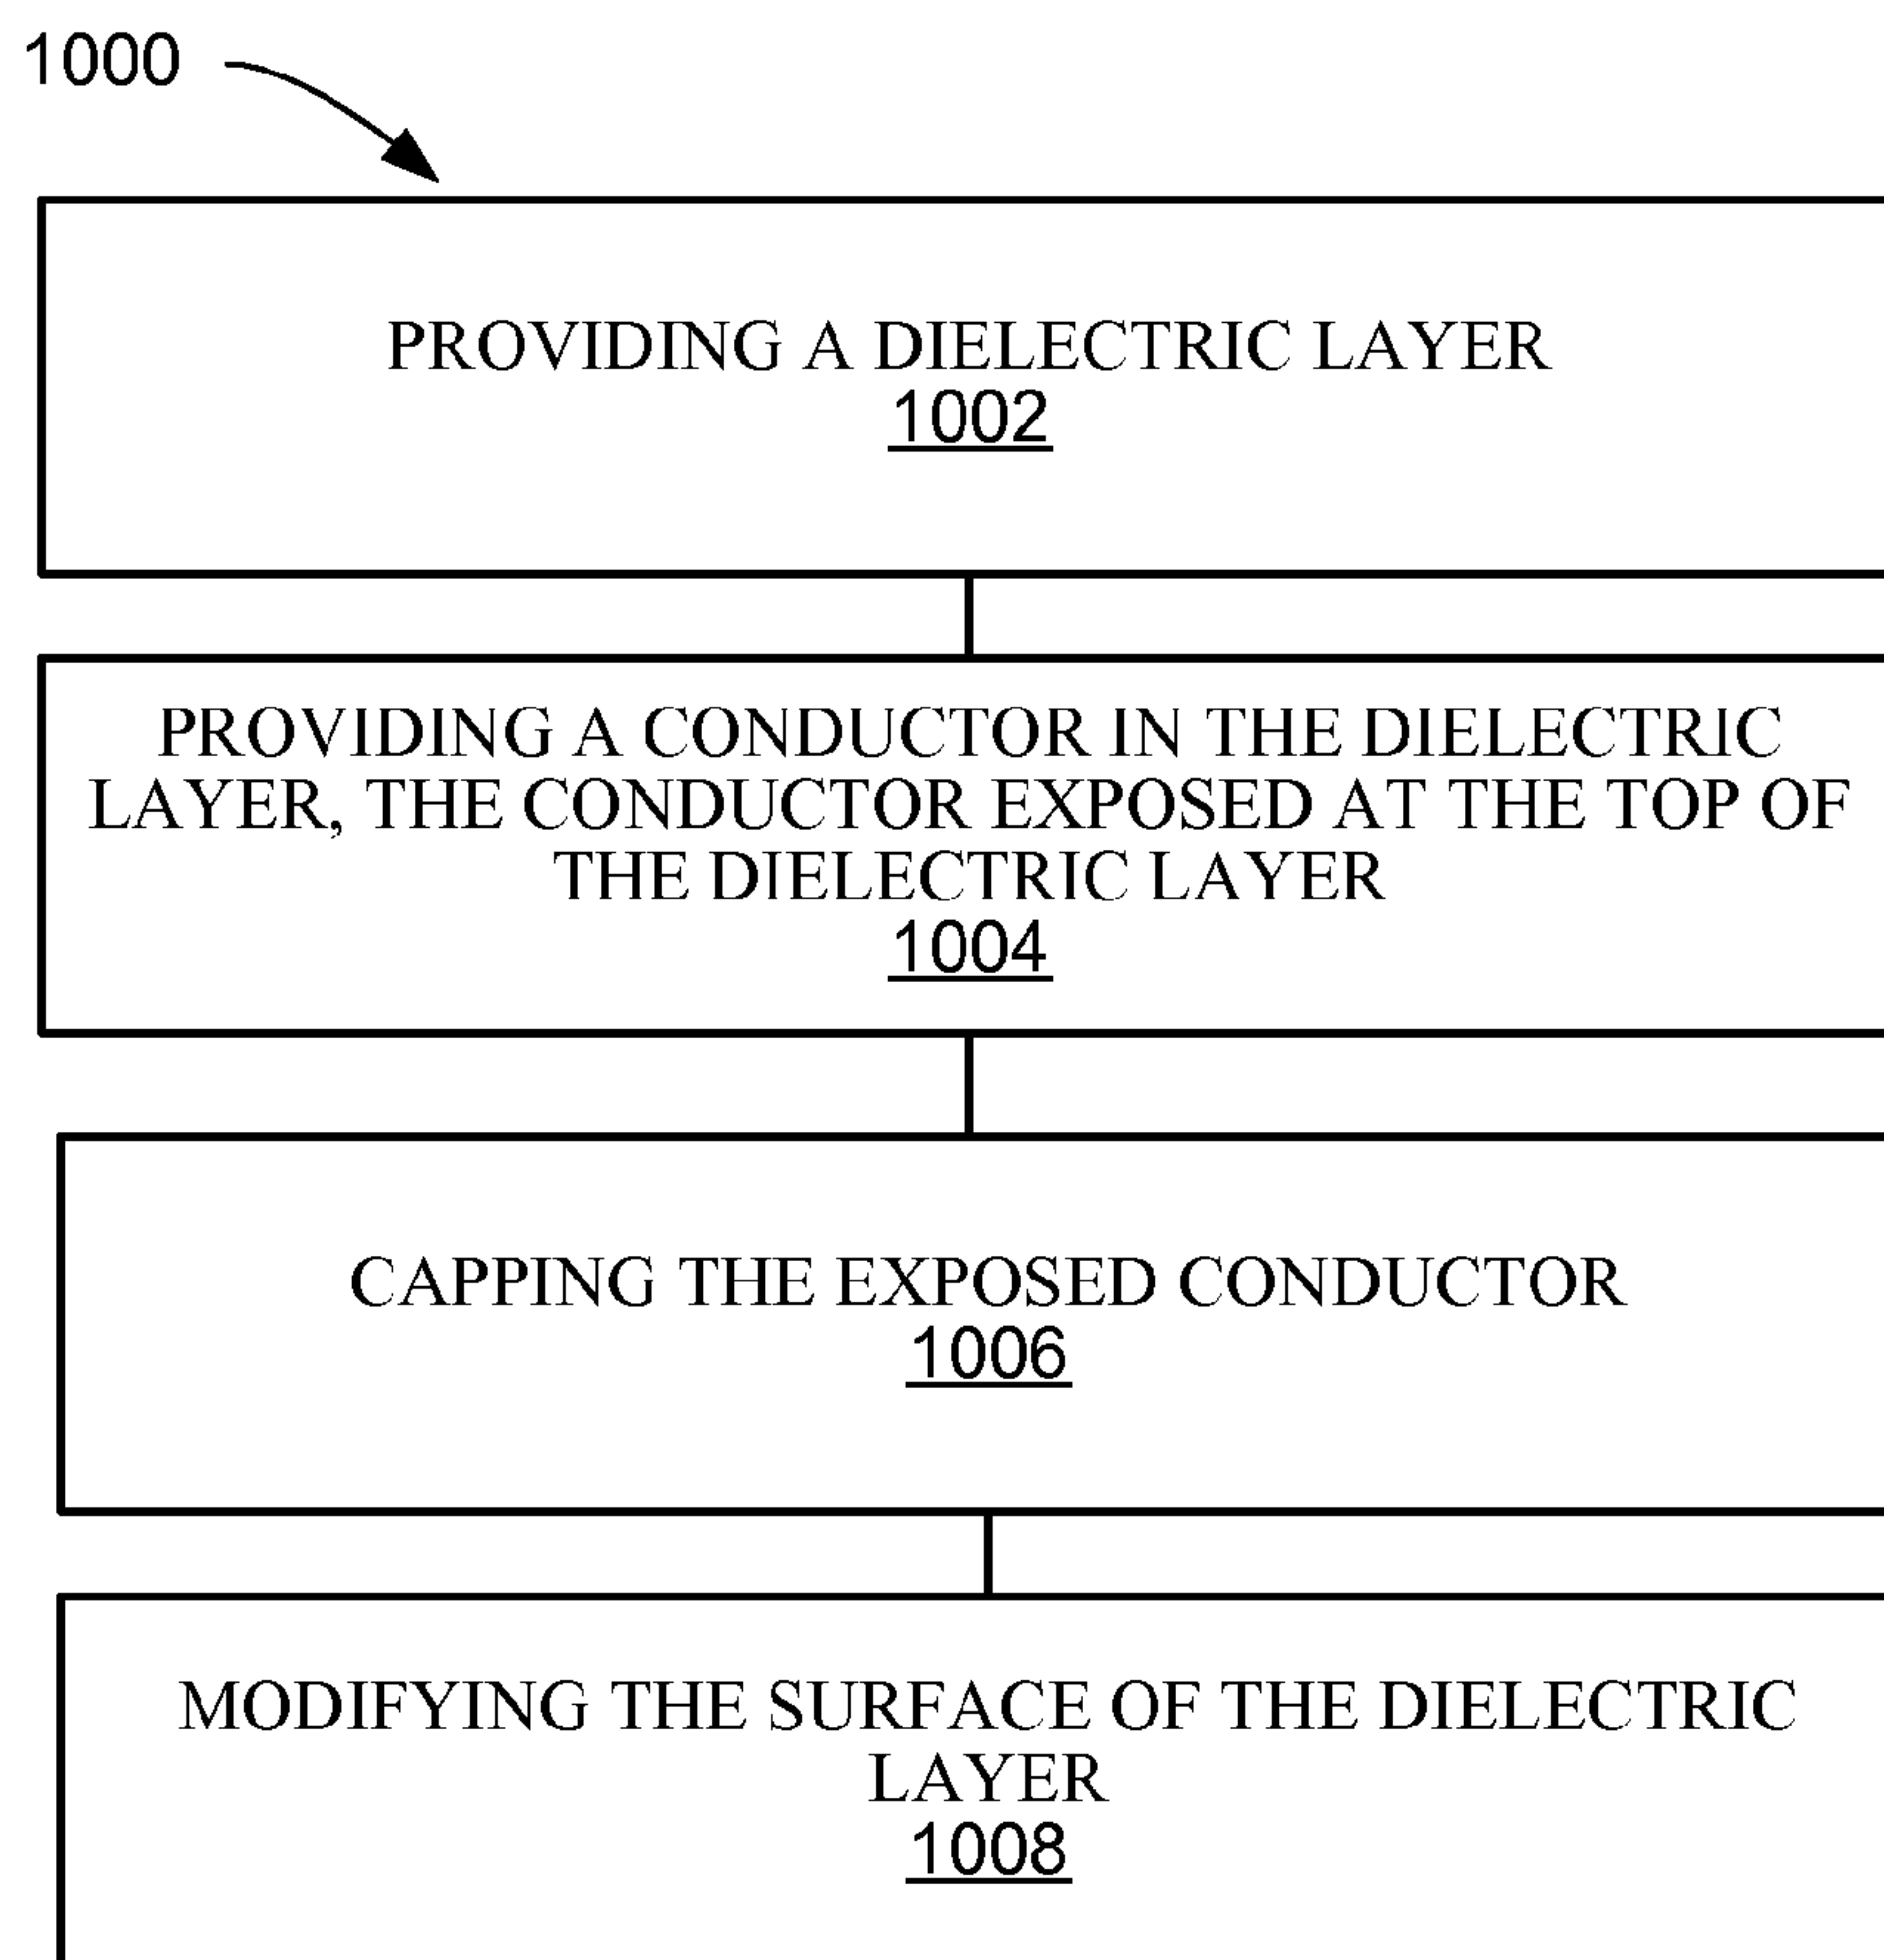 1000
PROVIDING A DIELECTRIC LAYER
1002
PROVIDING A CONDUCTOR IN THE DIELECTRIC
LAYER, THE CONDUCTOR EXPOSED AT THE TOP OF
THE DIELECTRIC LAYER
1004
CAPPING THE EXPOSED CONDUCTOR
1006
MODIFYING THE SURFACE OF THE DIELECTRIC
LAYER
1008